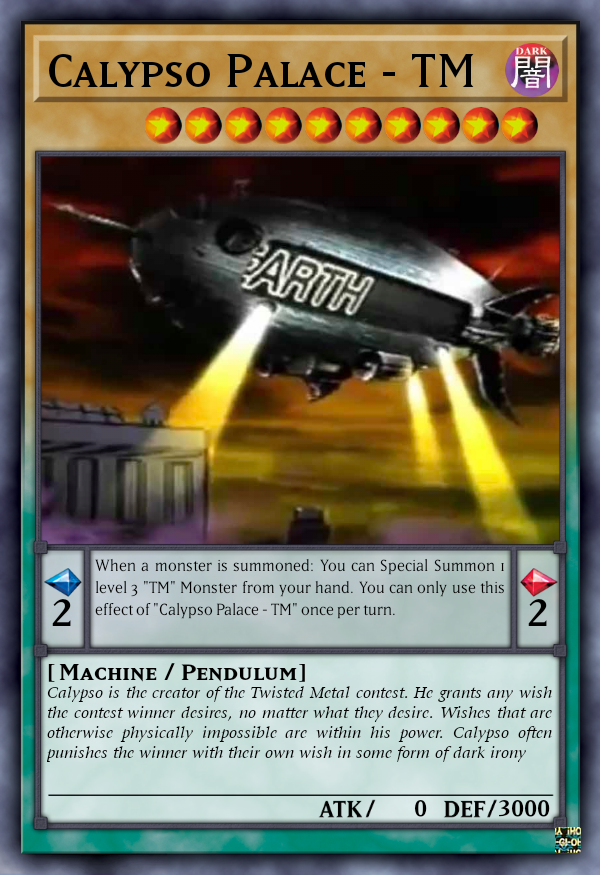 CALYPSO PALACE - TM
DARK
闇
EARTH
When a monster is summoned: You can Special Summon 1
level 3 "TM" Monster from your hand. You can only use this
effect of "Calypso Palace - TM" once per turn.
2
2
[MACHINE / PENDULUM]
Calypso is the creator of the Twisted Metal contest. He grants any wish
the contest winner desires, no matter what they desire. Wishes that are
otherwise physically impossible are within his power. Calypso often
punishes the winner with their own wish in some form of dark irony
ATK/ 0 DEF/3000